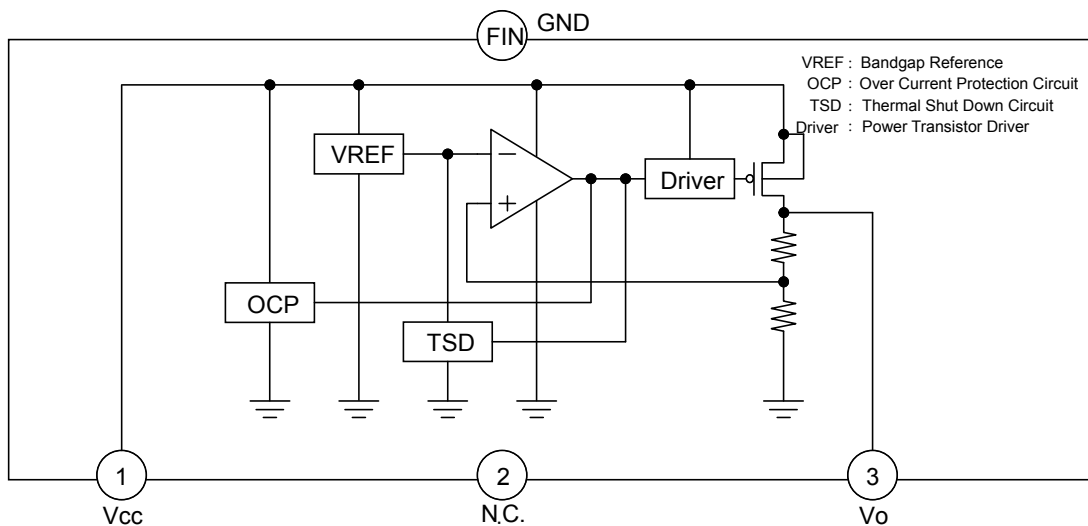 FIN GND
VREF : Bandgap Reference
OCP : Over Current Protection Circuit
TSD : Thermal Shut Down Circuit
Driver : Power Transistor Driver
VREF
−
Driver
+
OCP
TSD
1
2
3
Vcc
N.C.
Vo